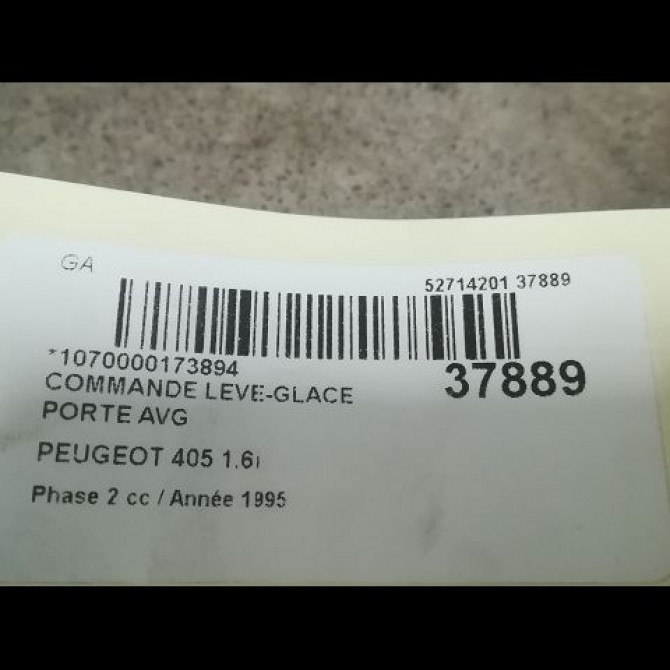 GA
52714201 37889
*1070000173894
37889
COMMANDE LEVE-GLACE
PORTE AVG
PEUGEOT 405 1.6i
Phase 2 cc / Année 1995